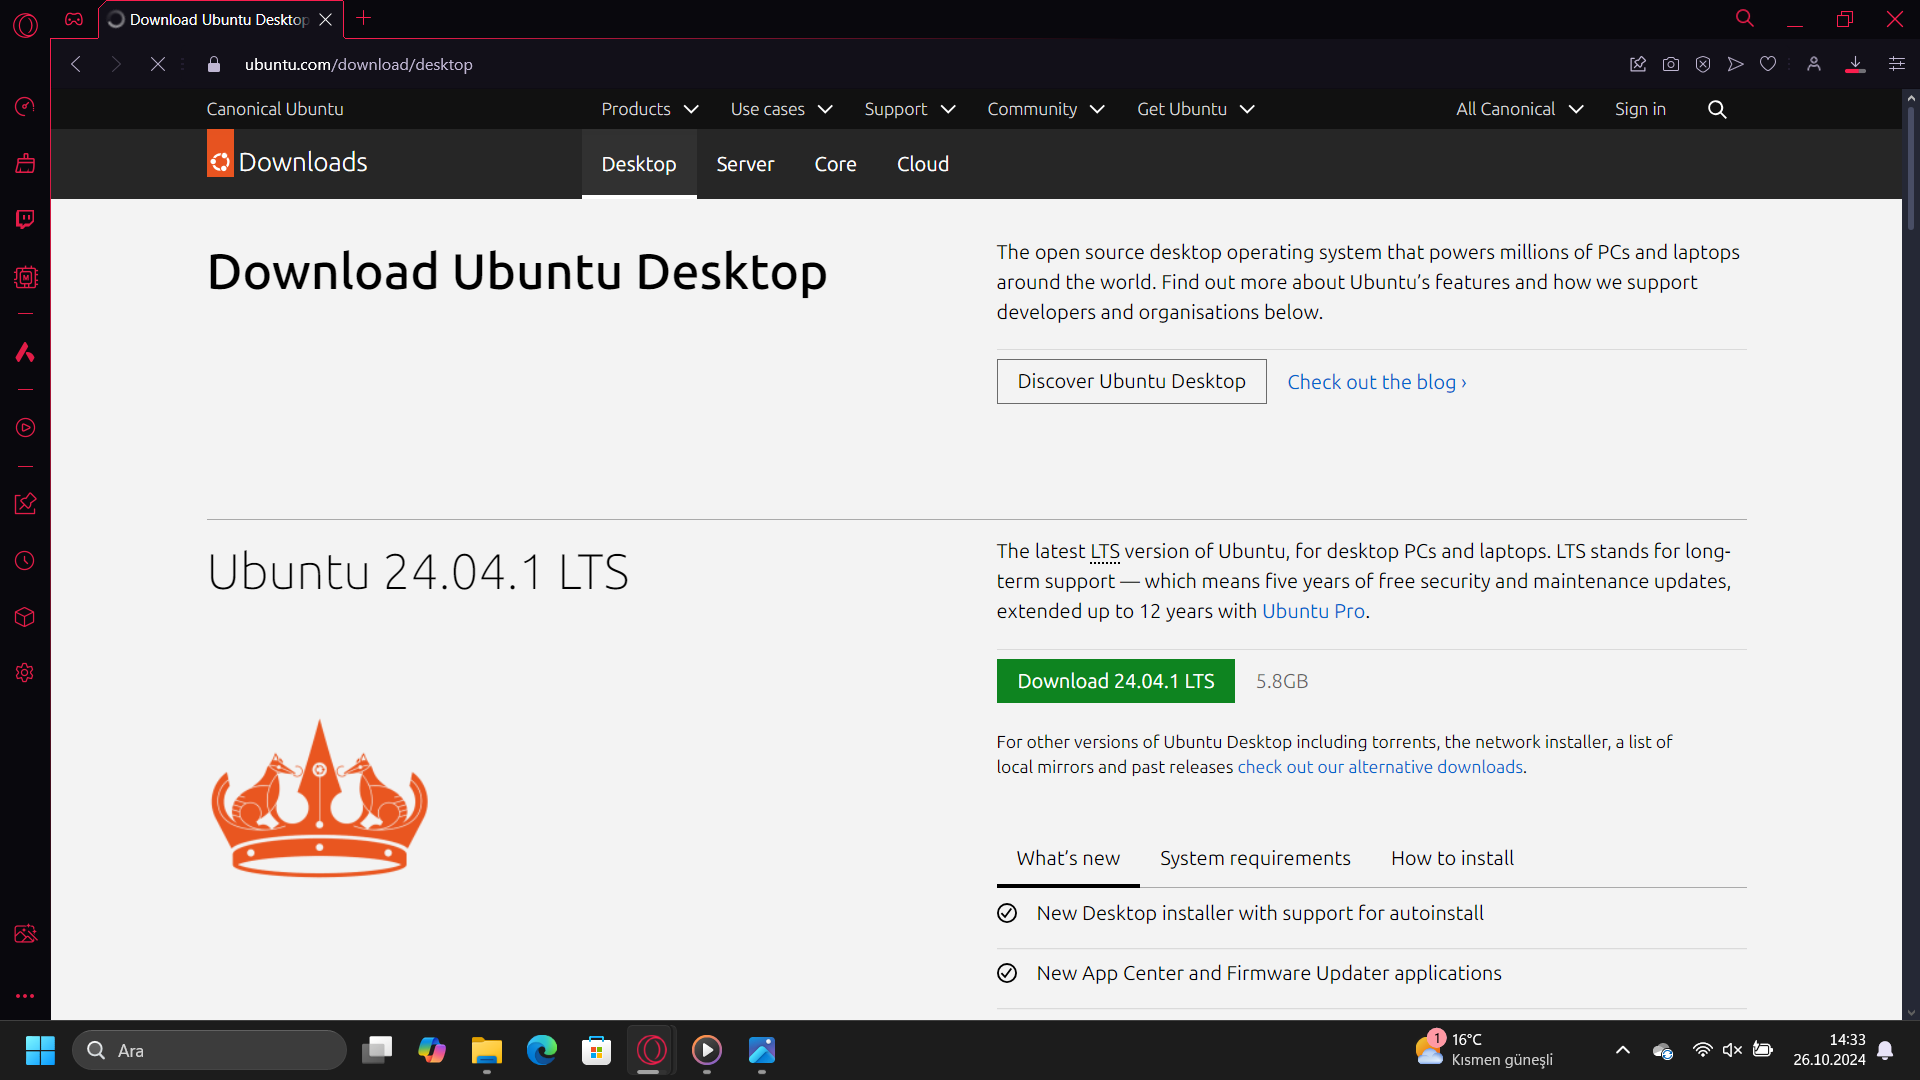 Download Ubuntu Desktop
ubuntu.com/download/desktop
Canonical Ubuntu
Products
Use cases
Support
Community
Get Ubuntu
All Canonical
Sign in
Downloads
Desktop
Server
Core
Cloud
Download Ubuntu Desktop
The open source desktop operating system that powers millions of PCs and laptops
around the world. Find out more about Ubuntu’s features and how we support
developers and organisations below.
Discover Ubuntu Desktop
Check out the blog ›
Ubuntu 24.04.1 LTS
The latest LTS version of Ubuntu, for desktop PCs and laptops. LTS stands for long-
term support — which means five years of free security and maintenance updates,
extended up to 12 years with Ubuntu Pro.
Download 24.04.1 LTS
5.8GB
For other versions of Ubuntu Desktop including torrents, the network installer, a list of
local mirrors and past releases check out our alternative downloads.
What’s new
System requirements
How to install
New Desktop installer with support for autoinstall
New App Center and Firmware Updater applications
Ara
1
16°C
Kısmen güneşli
14:33
26.10.2024